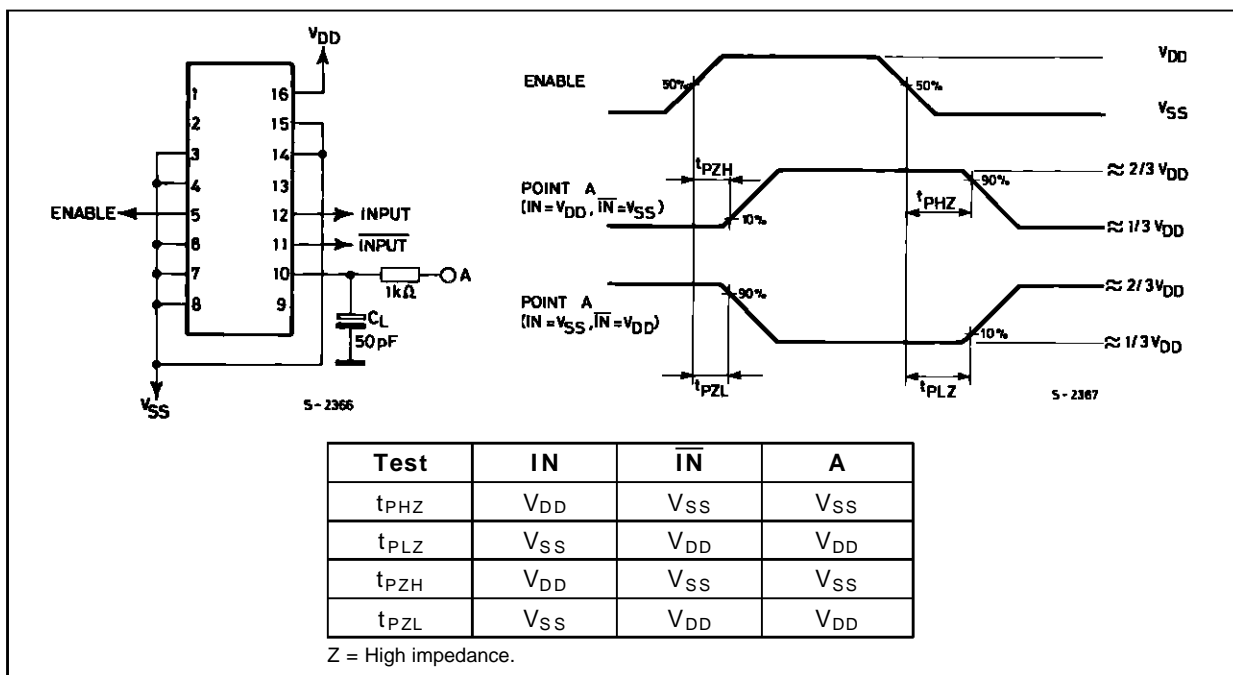 VDD
1 16
2 15
3 14
4 13
ENABLE 5 12 INPUT
6 11 I̅N̅P̅U̅T̅
7 10 A
8 9
1kΩ
CL
50pF
VSS
S-2366
ENABLE 50% 50% VDD
VSS
tPZH
POINT A
(IN=VDD, I̅N̅=VSS)
10%
90%
tPHZ
≈ 2/3 VDD
≈ 1/3 VDD
POINT A
(IN=VSS, I̅N̅=VDD)
90%
10%
≈ 2/3 VDD
≈ 1/3 VDD
tPZL
tPLZ
S-2367
Test IN I̅N̅ A
tPHZ VDD VSS VSS
tPLZ VSS VDD VDD
tPZH VDD VSS VSS
tPZL VSS VDD VDD
Z = High impedance.